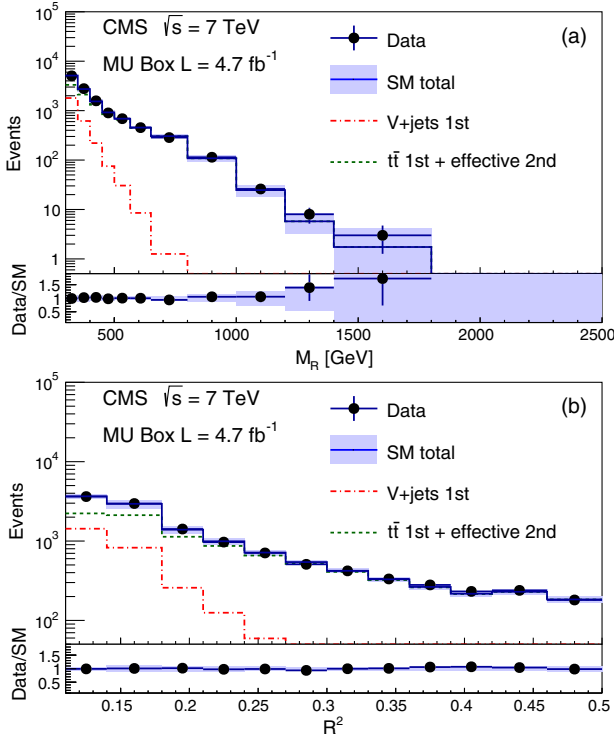 CMS √s = 7 TeV
(a)
MU Box L = 4.7 fb⁻¹
Data
SM total
V+jets 1st
tt̄ 1st + effective 2nd
Events
10⁵
10⁴
10³
10²
10
1
Data/SM
1.5
1
0.5
500 1000 1500 2000 2500
M_R [GeV]
CMS √s = 7 TeV
(b)
MU Box L = 4.7 fb⁻¹
Data
SM total
V+jets 1st
tt̄ 1st + effective 2nd
Events
10⁵
10⁴
10³
10²
Data/SM
1.5
1
0.5
0.15 0.2 0.25 0.3 0.35 0.4 0.45 0.5
R²